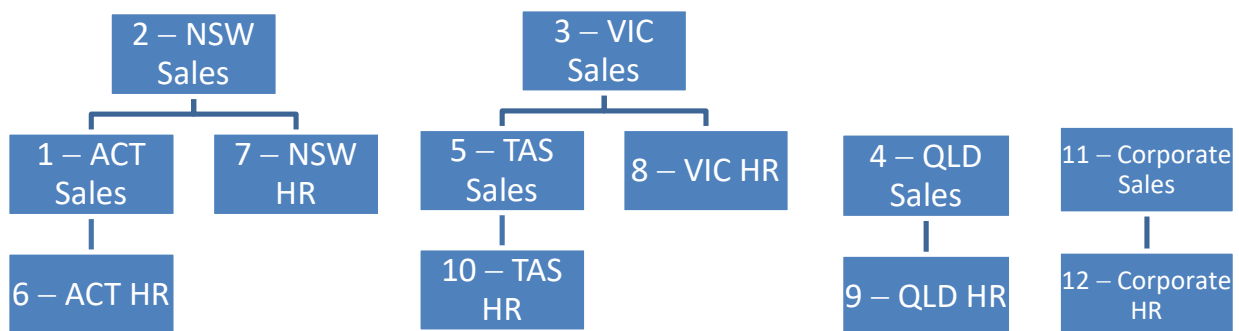 2 – NSW
Sales
3 – VIC
Sales
1 – ACT
Sales
7 – NSW
HR
5 – TAS
Sales
8 – VIC HR
4 – QLD
Sales
11 – Corporate
Sales
6 – ACT HR
10 – TAS
HR
9 – QLD HR
12 – Corporate
HR